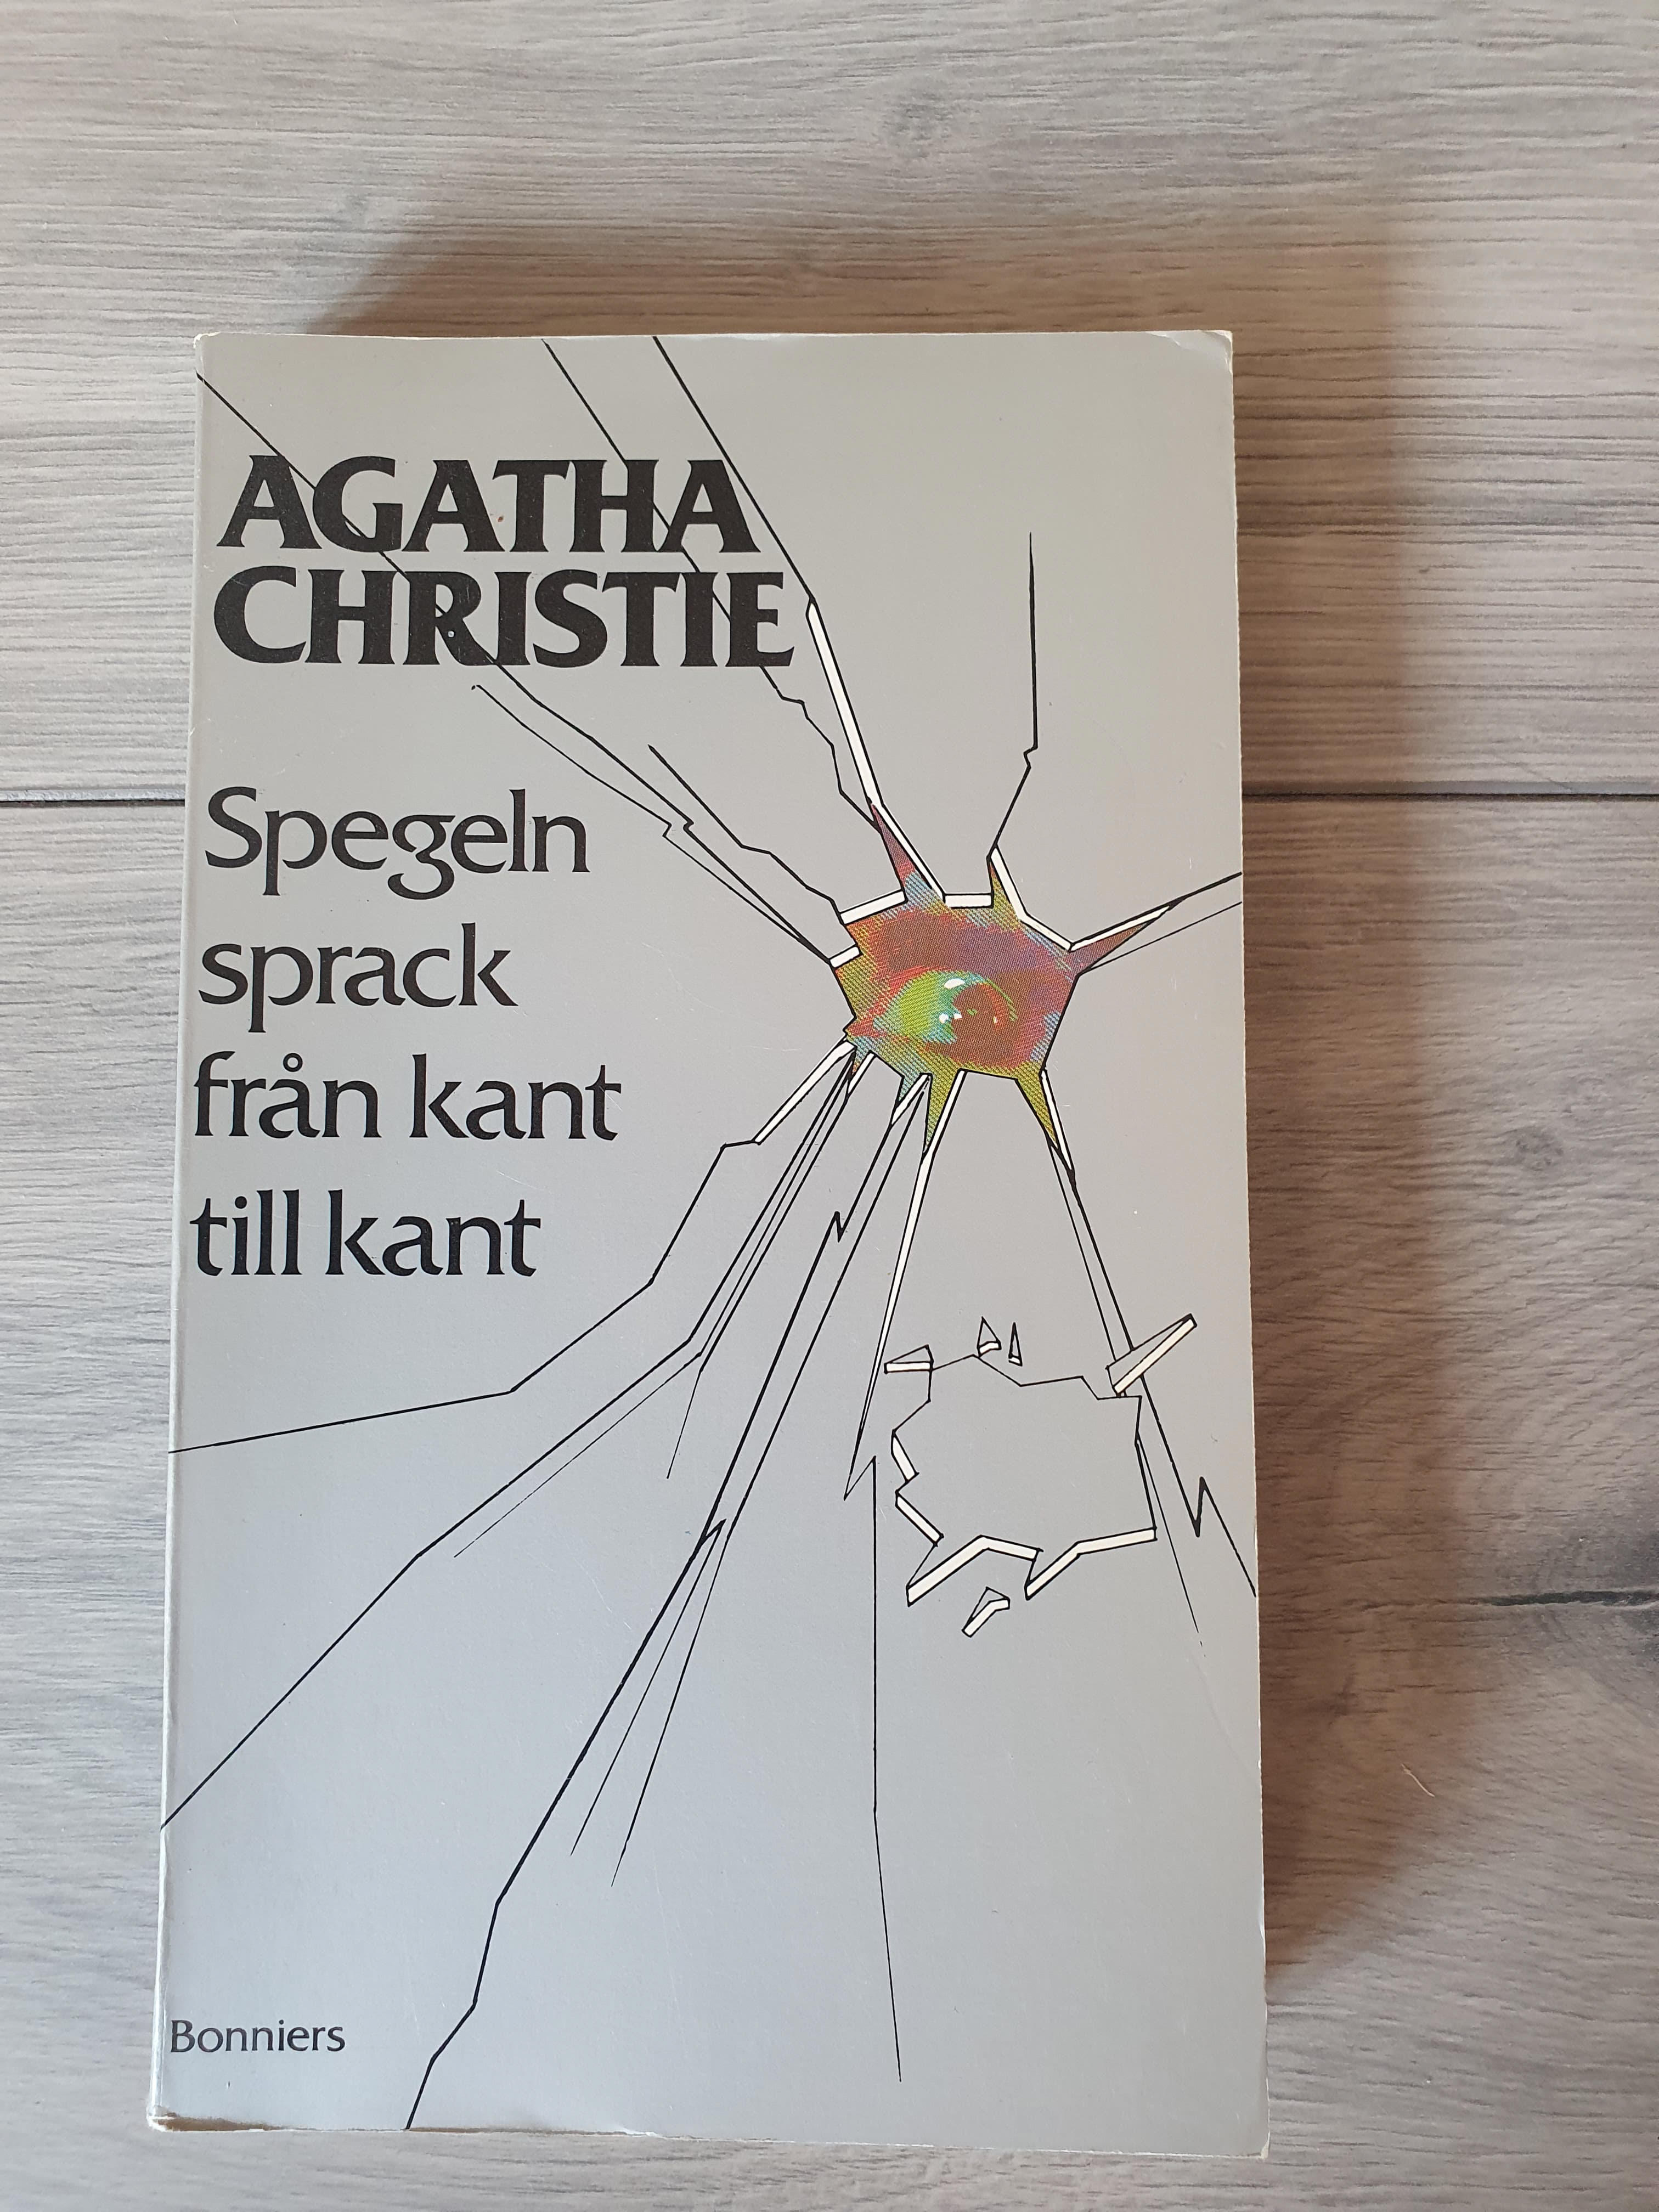 AGATHA
CHRISTIE
Spegeln
sprack
från kant
till kant
Bonniers